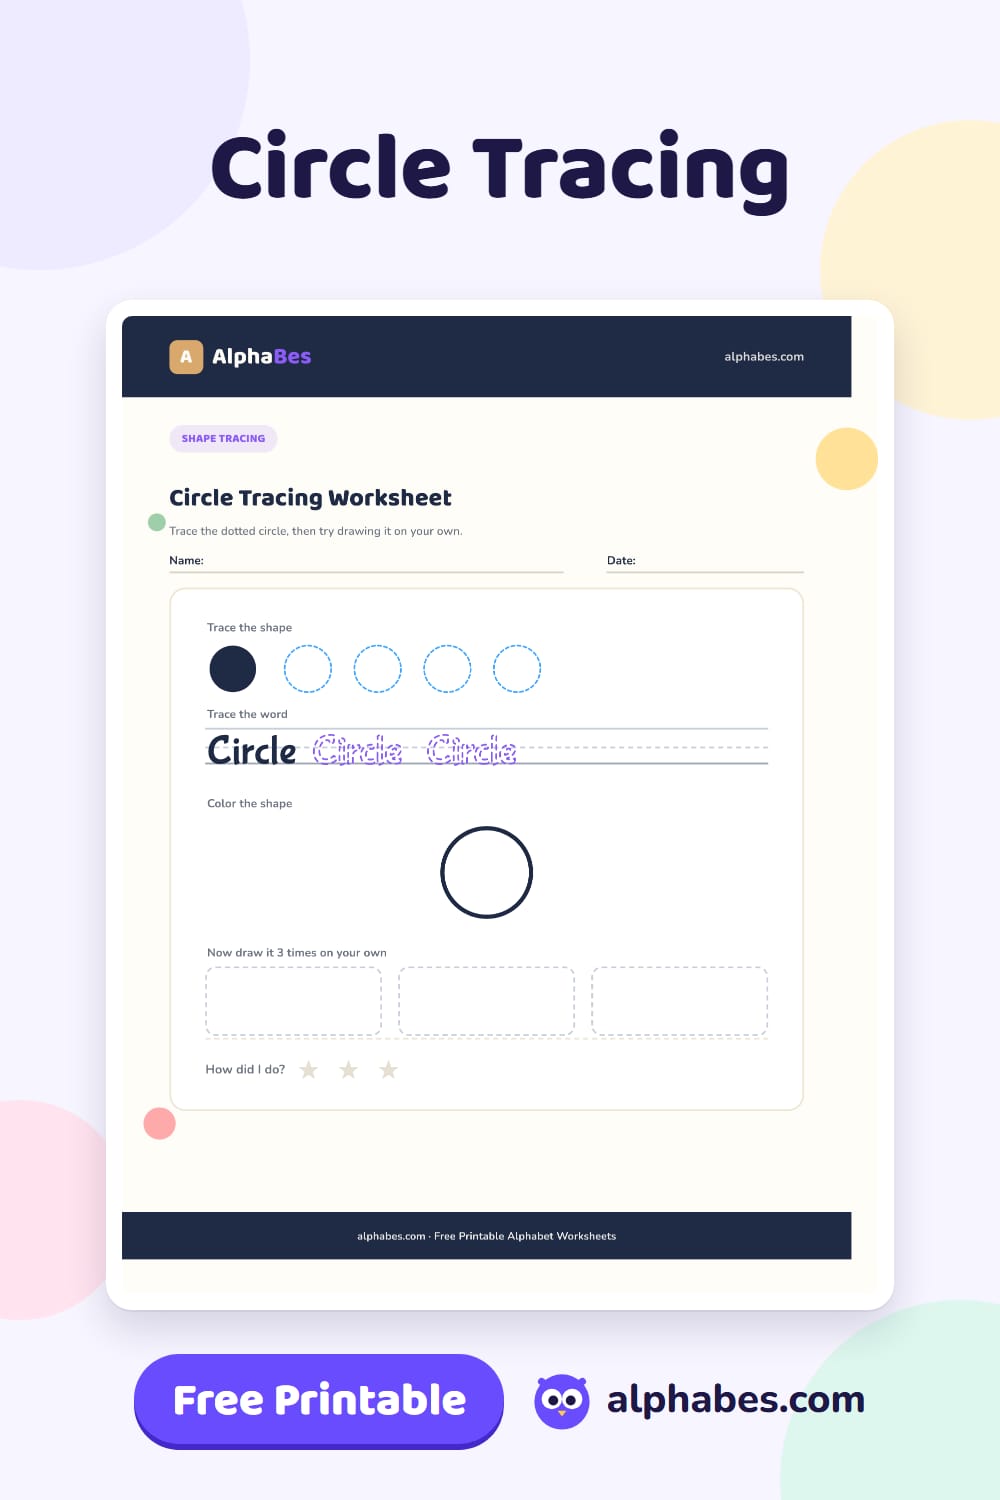 Circle Tracing
A AlphaBes
alphabes.com
SHAPE TRACING
Circle Tracing Worksheet
Trace the dotted circle, then try drawing it on your own.
Name: Date:
Trace the shape
Trace the word
Circle Circle Circle
Color the shape
Now draw it 3 times on your own
How did I do?
alphabes.com · Free Printable Alphabet Worksheets
Free Printable
alphabes.com